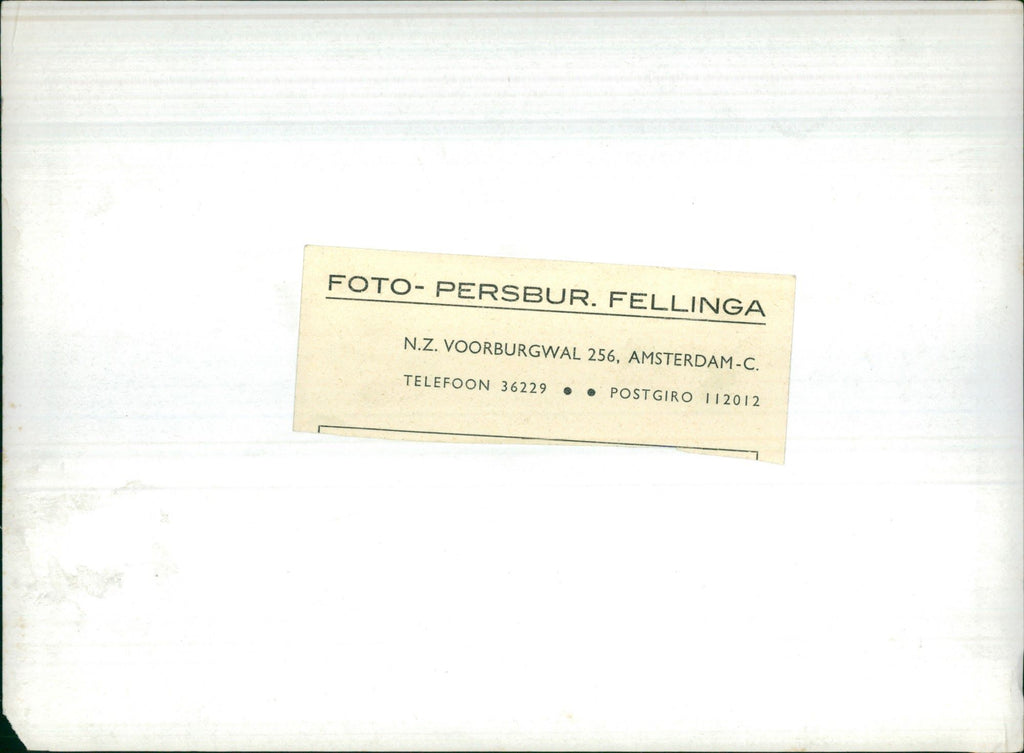 FOTO- PERSBUR. FELLINGA
N.Z. VOORBURGWAL 256, AMSTERDAM-C.
TELEFOON 36229 ● ● POSTGIRO 112012